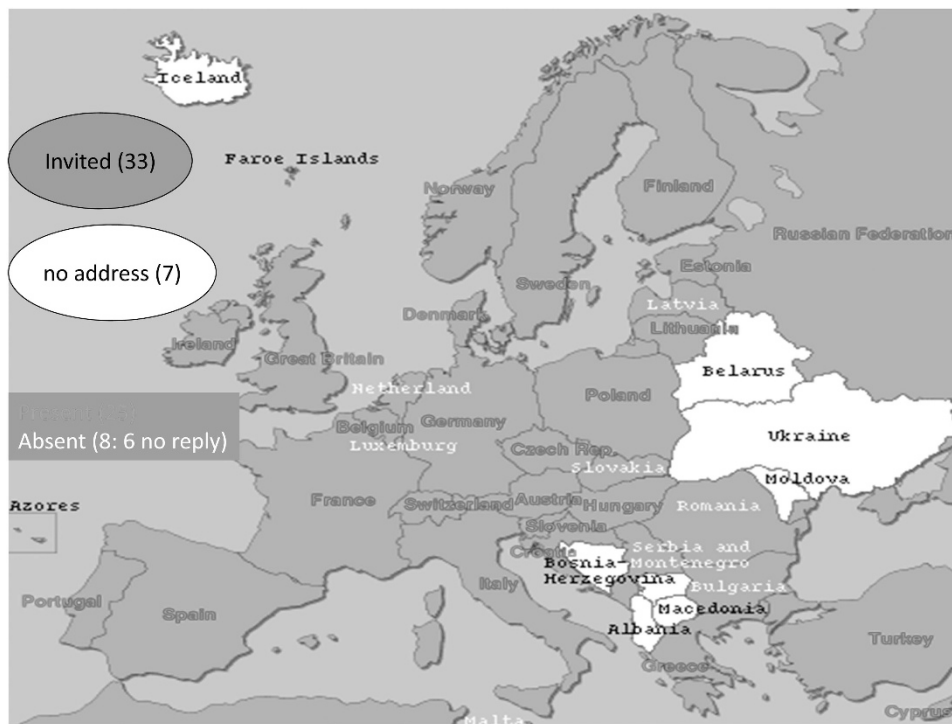 Iceland
Invited (33)
Faroe Islands
Norway
Finland
Russian Federation
no address (7)
Estonia
Sweden
Latvia
Denmark
Lithuania
Ireland
Great Britain
Belarus
Netherland
Poland
Absent (8: 6 no reply)
Belgium
Germany
Luxemburg
Ukraine
Czech Rep.
Slovakia
Moldova
Azores
France
Switzerland
Austria
Hungary
Romania
Slovenia
Croatia
Serbia and
Montenegro
Bosnia-
Herzegovina
Italy
Bulgaria
Portugal
Spain
Macedonia
Albania
Turkey
Greece
Malta
Cyprus